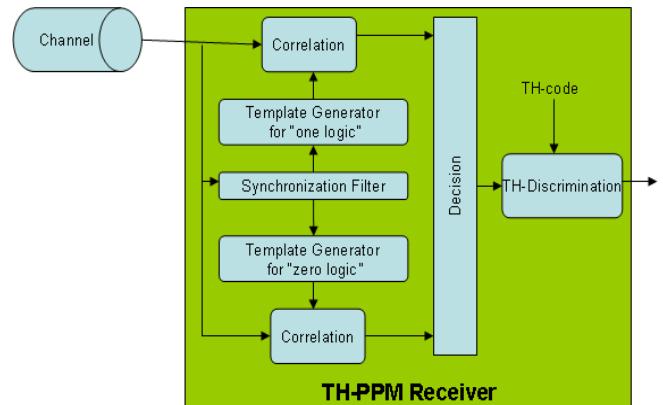 Channel
Correlation
Template Generator
for "one logic"
Synchronization Filter
Template Generator
for "zero logic"
Correlation
Decision
TH-code
TH-Discrimination
TH-PPM Receiver